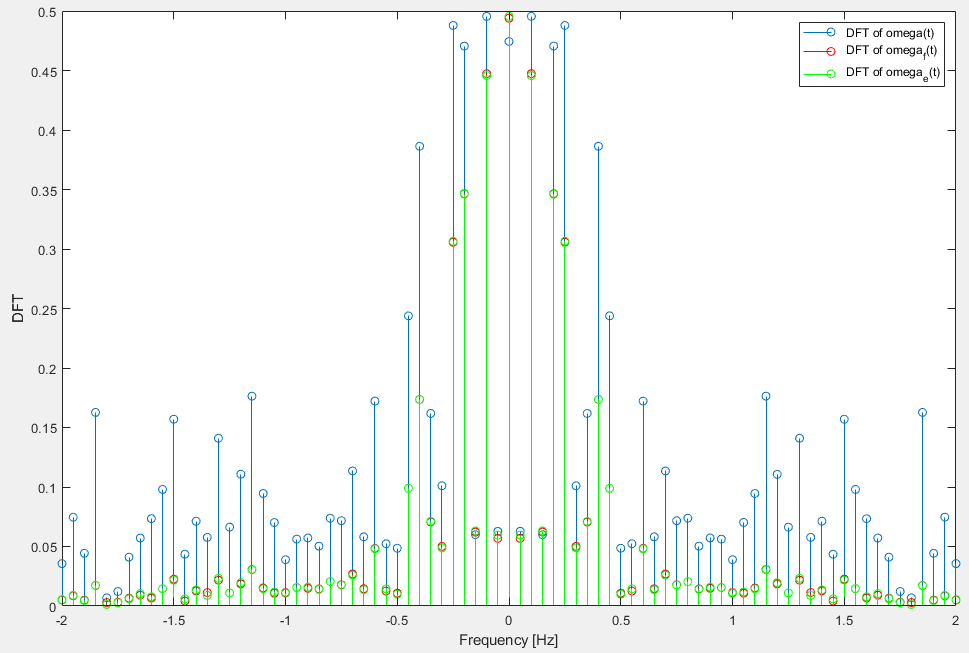 0.5
0.45
0.4
0.35
0.3
0.25
0.2
0.15
0.1
0.05
0
DFT
-2 -1.5 -1 -0.5 0 0.5 1 1.5 2
Frequency [Hz]
DFT of omega(t)
DFT of omega_f(t)
DFT of omega_e(t)